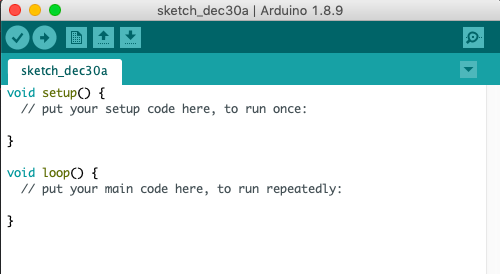 sketch_dec30a | Arduino 1.8.9
sketch_dec30a
void setup() {
  // put your setup code here, to run once:
}
void loop() {
  // put your main code here, to run repeatedly:
}